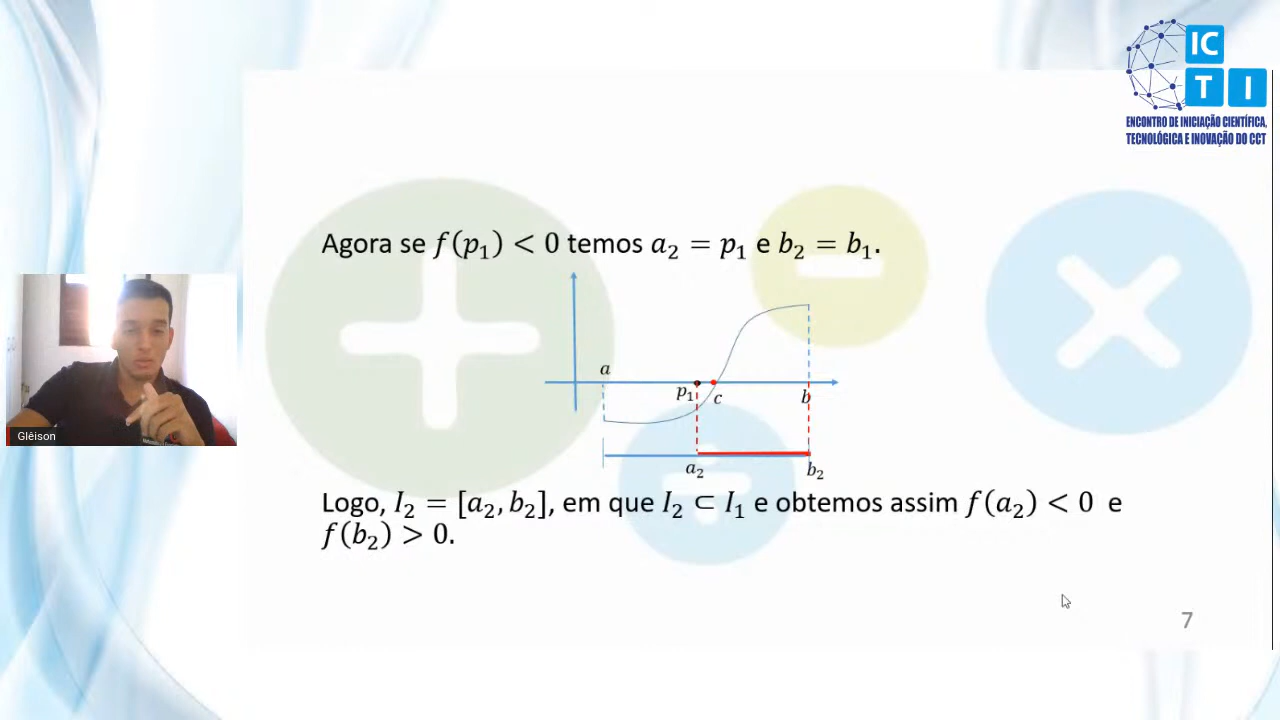 IC
T I
ENCONTRO DE INICIAÇÃO CIENTÍFICA,
TECNOLÓGICA E INOVAÇÃO DO CCT
Agora se f(p₁) < 0 temos a₂ = p₁ e b₂ = b₁.
a
p₁ c b
a₂ b₂
Glêison
Logo, I₂ = [a₂, b₂], em que I₂ ⊂ I₁ e obtemos assim f(a₂) < 0 e
f(b₂) > 0.
7